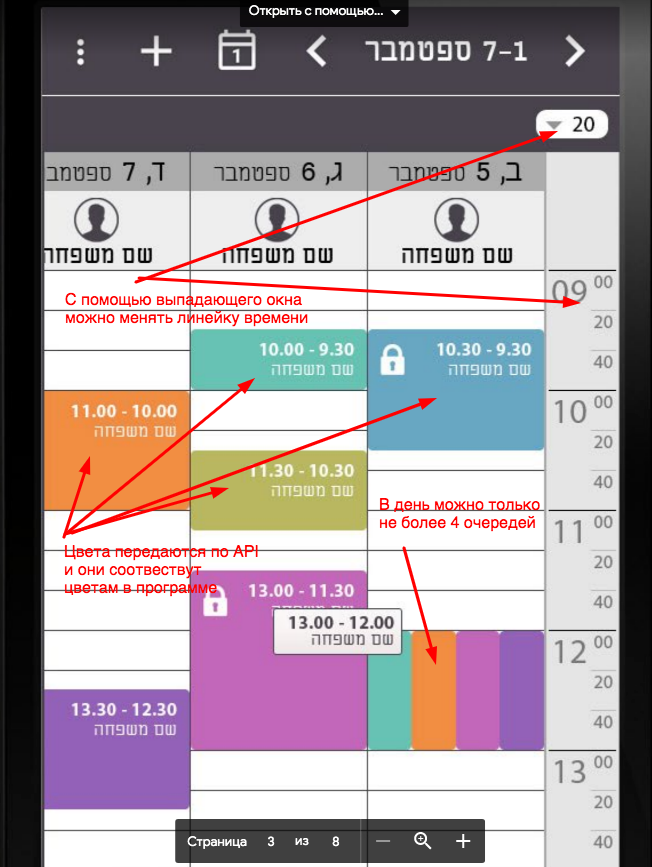 Открыть с помощью...
1
7-1 ספטמבר
20
ב, 5 ספטמבר
ג, 6 ספטמבר
ד, 7 ספטמבר
שם משפחה
שם משפחה
שם משפחה
С помощью выпадающего окна
можно менять линейку времени
09 00
20
40
10.30 - 9.30
שם משפחה
10.00 - 9.30
שם משפחה
10 00
20
40
11.00 - 10.00
שם משפחה
11.30 - 10.30
שם משפחה
В день можно только
не более 4 очередей
11 00
20
40
Цвета передаются по API
и они соотвествут
цветам в программе
13.00 - 11.30
שם משפחה
13.00 - 12.00
שם משפחה
12 00
20
40
13.30 - 12.30
שם משפחה
13 00
20
40
Страница 3 из 8